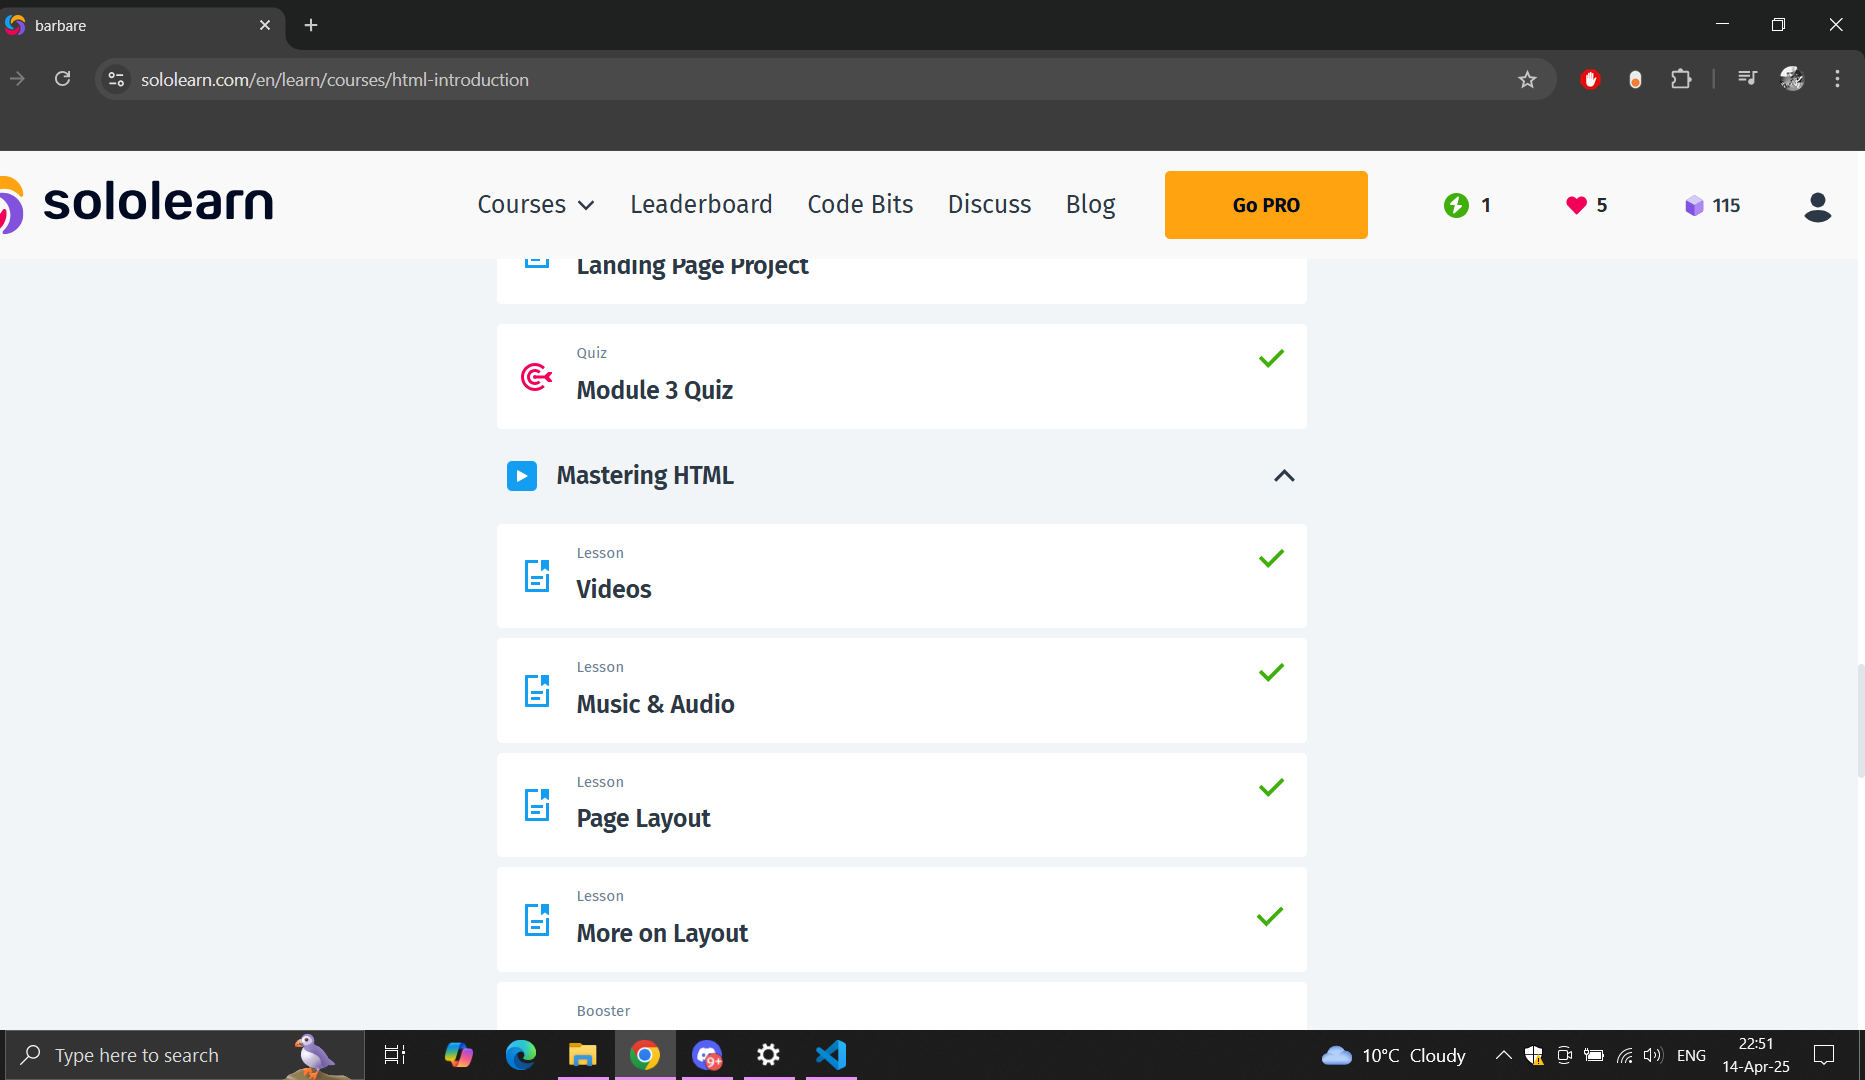 barbare
sololearn.com/en/learn/courses/html-introduction
sololearn
Courses
Leaderboard
Code Bits
Discuss
Blog
Go PRO
1
5
115
Landing Page Project
Quiz
Module 3 Quiz
Mastering HTML
Lesson
Videos
Lesson
Music & Audio
Lesson
Page Layout
Lesson
More on Layout
Booster
Type here to search
9+
10°C Cloudy
ENG
22:51
14-Apr-25